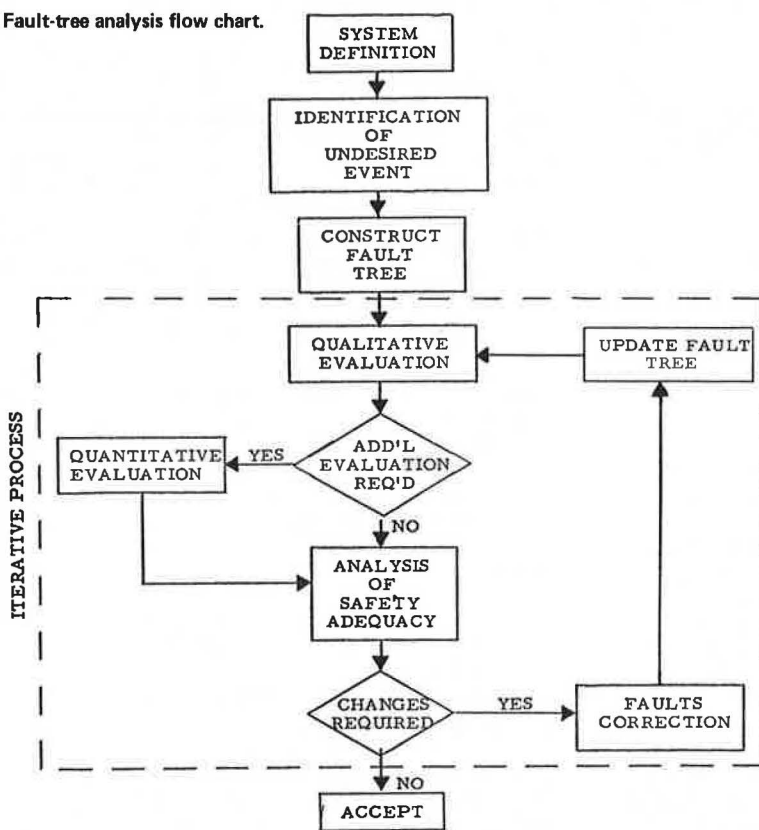 Fault-tree analysis flow chart.
SYSTEM
DEFINITION
IDENTIFICATION
OF
UNDESIRED
EVENT
CONSTRUCT
FAULT
TREE
ITERATIVE PROCESS
QUALITATIVE
EVALUATION
UPDATE FAULT
TREE
ADD'L
EVALUATION
REQ'D
YES
QUANTITATIVE
EVALUATION
NO
ANALYSIS
OF
SAFETY
ADEQUACY
CHANGES
REQUIRED
YES
FAULTS
CORRECTION
NO
ACCEPT